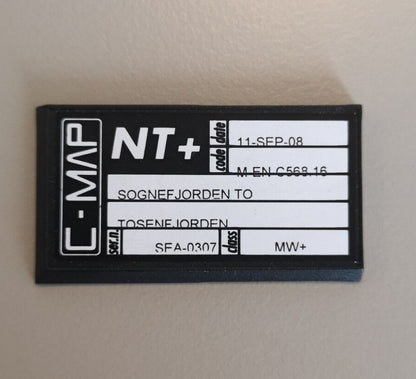 C-MAP
NT+
date 11-SEP-08
code M-EN-C568.16
SOGNEFJORDEN TO
TOSENFJORDEN
ser.n. SEA-0307 class MW+